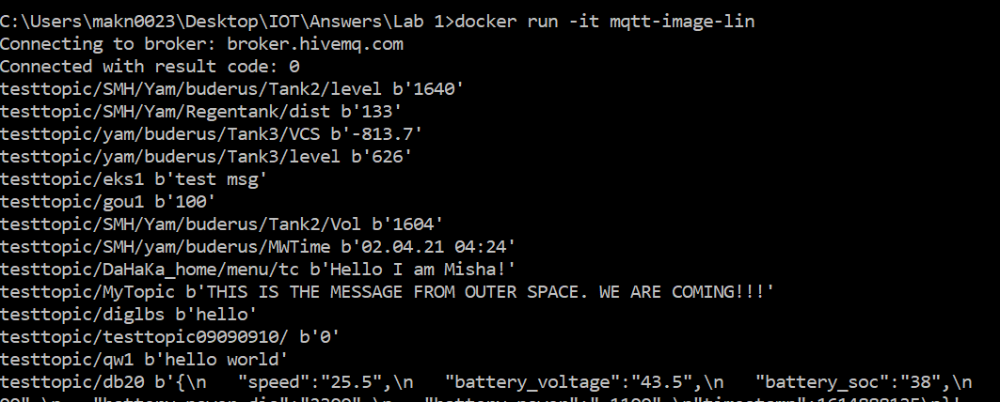 C:\Users\makn0023\Desktop\IOT\Answers\Lab 1>docker run -it mqtt-image-lin
Connecting to broker: broker.hivemq.com
Connected with result code: 0
testtopic/SMH/Yam/buderus/Tank2/level b'1640'
testtopic/SMH/Yam/Regentank/dist b'133'
testtopic/yam/buderus/Tank3/VCS b'-813.7'
testtopic/yam/buderus/Tank3/level b'626'
testtopic/eks1 b'test msg'
testtopic/gou1 b'100'
testtopic/SMH/Yam/buderus/Tank2/Vol b'1604'
testtopic/SMH/yam/buderus/MWTime b'02.04.21 04:24'
testtopic/DaHaKa_home/menu/tc b'Hello I am Misha!'
testtopic/MyTopic b'THIS IS THE MESSAGE FROM OUTER SPACE. WE ARE COMING!!!'
testtopic/diglbs b'hello'
testtopic/testtopic09090910/ b'0'
testtopic/qw1 b'hello world'
testtopic/db20 b'{\n   "speed":"25.5",\n   "battery_voltage":"43.5",\n   "battery_soc":"38",\n